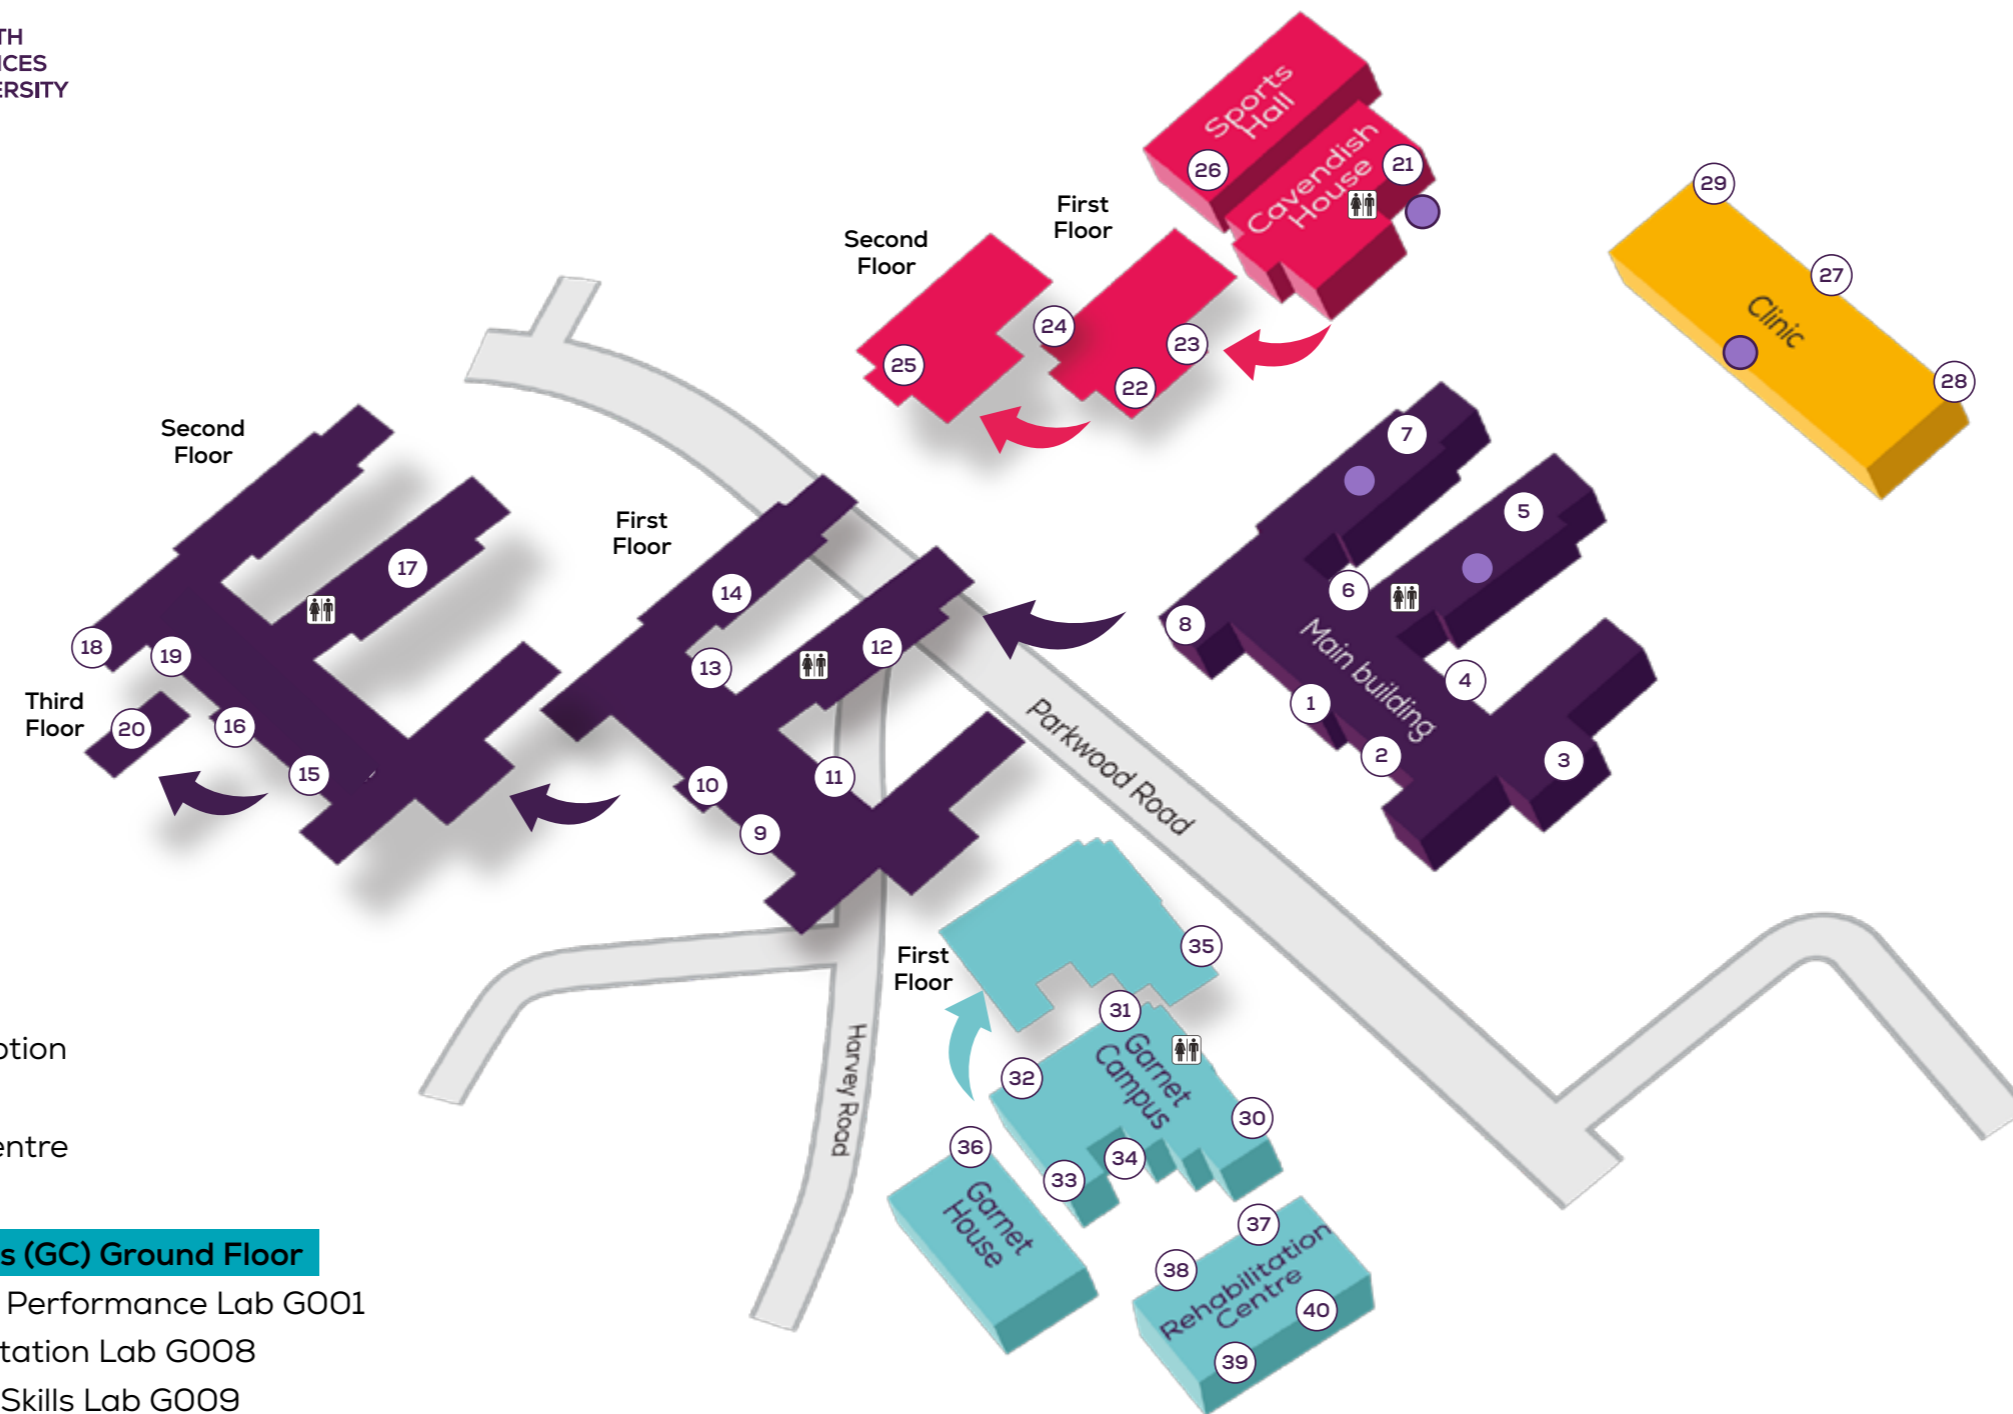 TH
ICES
ERSITY
Sports
Hall
26
Cavendish
House
21
First
Floor
Second
Floor
24
23
22
25
29
27
Clinic
28
Second
Floor
17
18
19
Third
Floor
20
16
15
First
Floor
14
13
12
11
10
9
7
5
6
8
Main building
4
1
2
3
Parkwood Road
Harvey Road
First
Floor
35
31
Garnet
Campus
32
30
34
33
36
Garnet
House
37
38
Rehabilitation
Centre
40
39
otion
entre
s (GC) Ground Floor
Performance Lab G001
tation Lab G008
Skills Lab G009